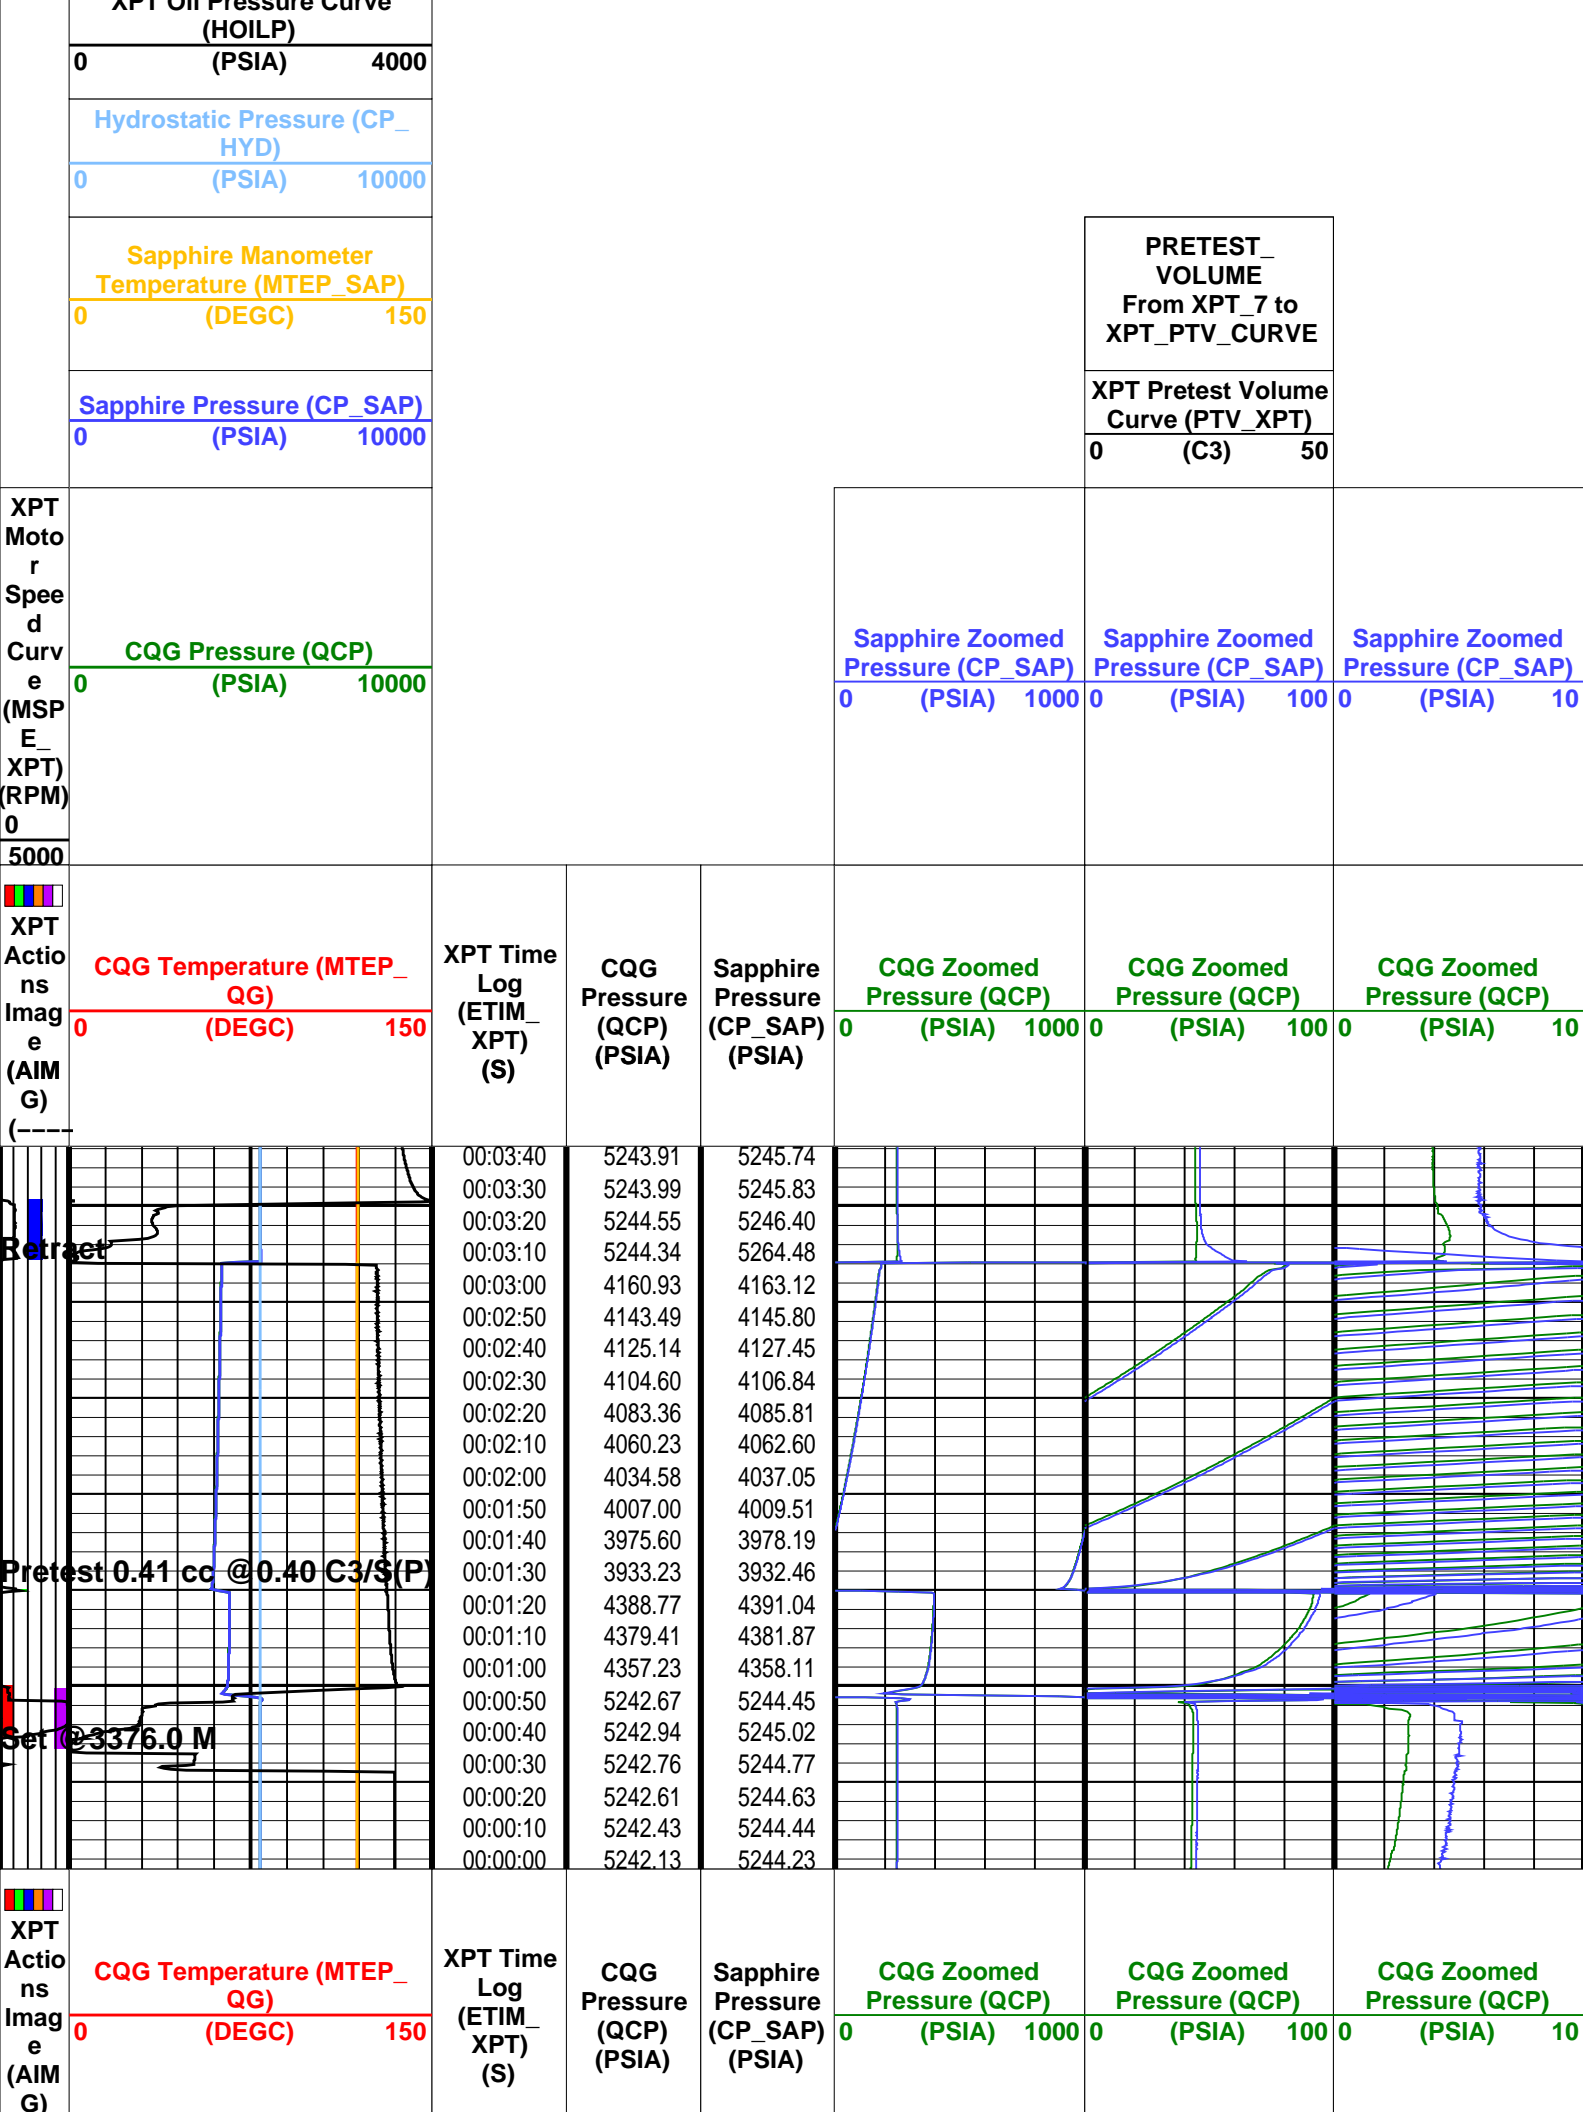 XPT Oil Pressure Curve
(HOILP)
0 (PSIA) 4000
Hydrostatic Pressure (CP_
HYD)
0 (PSIA) 10000
Sapphire Manometer
Temperature (MTEP_SAP)
0 (DEGC) 150
Sapphire Pressure (CP_SAP)
0 (PSIA) 10000
PRETEST_
VOLUME
From XPT_7 to
XPT_PTV_CURVE
XPT Pretest Volume
Curve (PTV_XPT)
0 (C3) 50
XPT
Moto
r
Spee
d
Curv
e
(MSP
E_
XPT)
(RPM)
0
5000
CQG Pressure (QCP)
0 (PSIA) 10000
Sapphire Zoomed
Pressure (CP_SAP)
0 (PSIA) 1000
Sapphire Zoomed
Pressure (CP_SAP)
0 (PSIA) 100
Sapphire Zoomed
Pressure (CP_SAP)
0 (PSIA) 10
XPT
Actio
ns
Imag
e
(AIM
G)
(----
CQG Temperature (MTEP_
QG)
0 (DEGC) 150
XPT Time
Log
(ETIM_
XPT)
(S)
CQG
Pressure
(QCP)
(PSIA)
Sapphire
Pressure
(CP_SAP)
(PSIA)
CQG Zoomed
Pressure (QCP)
0 (PSIA) 1000
CQG Zoomed
Pressure (QCP)
0 (PSIA) 100
CQG Zoomed
Pressure (QCP)
0 (PSIA) 10
00:03:40 5243.91 5245.74
00:03:30 5243.99 5245.83
00:03:20 5244.55 5246.40
Retract
00:03:10 5244.34 5264.48
00:03:00 4160.93 4163.12
00:02:50 4143.49 4145.80
00:02:40 4125.14 4127.45
00:02:30 4104.60 4106.84
00:02:20 4083.36 4085.81
00:02:10 4060.23 4062.60
00:02:00 4034.58 4037.05
00:01:50 4007.00 4009.51
00:01:40 3975.60 3978.19
Pretest 0.41 cc @0.40 C3/S(P)
00:01:30 3933.23 3932.46
00:01:20 4388.77 4391.04
00:01:10 4379.41 4381.87
00:01:00 4357.23 4358.11
00:00:50 5242.67 5244.45
Set @3376.0 M
00:00:40 5242.94 5245.02
00:00:30 5242.76 5244.77
00:00:20 5242.61 5244.63
00:00:10 5242.43 5244.44
00:00:00 5242.13 5244.23
XPT
Actio
ns
Imag
e
(AIM
G)
CQG Temperature (MTEP_
QG)
0 (DEGC) 150
XPT Time
Log
(ETIM_
XPT)
(S)
CQG
Pressure
(QCP)
(PSIA)
Sapphire
Pressure
(CP_SAP)
(PSIA)
CQG Zoomed
Pressure (QCP)
0 (PSIA) 1000
CQG Zoomed
Pressure (QCP)
0 (PSIA) 100
CQG Zoomed
Pressure (QCP)
0 (PSIA) 10